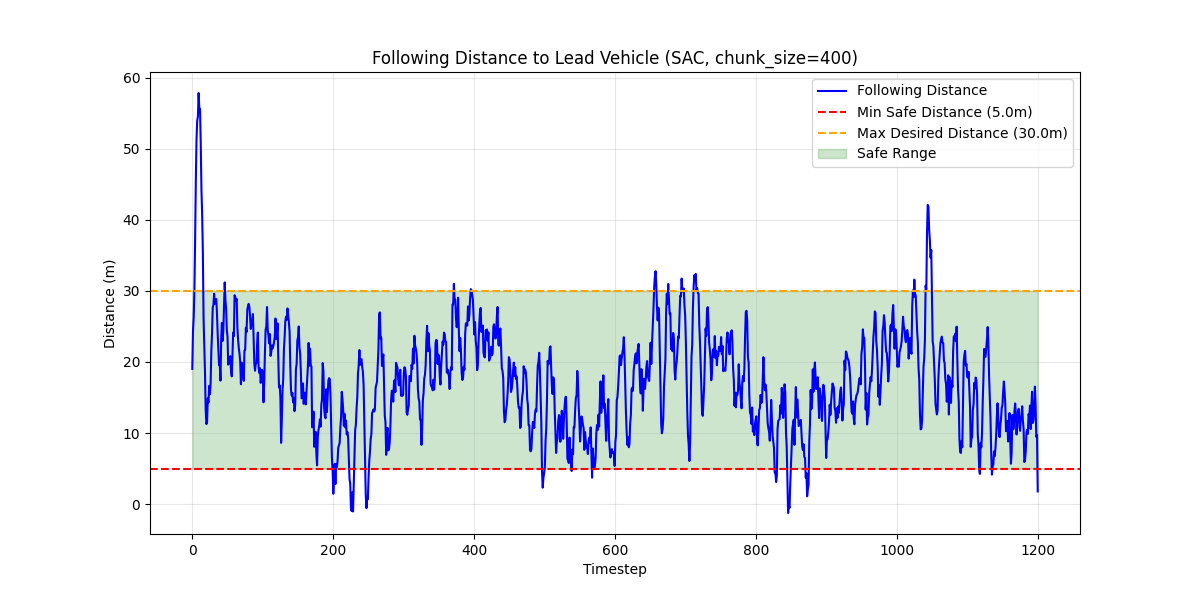 Following Distance to Lead Vehicle (SAC, chunk_size=400)
Following Distance
Min Safe Distance (5.0m)
Max Desired Distance (30.0m)
Safe Range
Distance (m)
60
50
40
30
20
10
0
0 200 400 600 800 1000 1200
Timestep